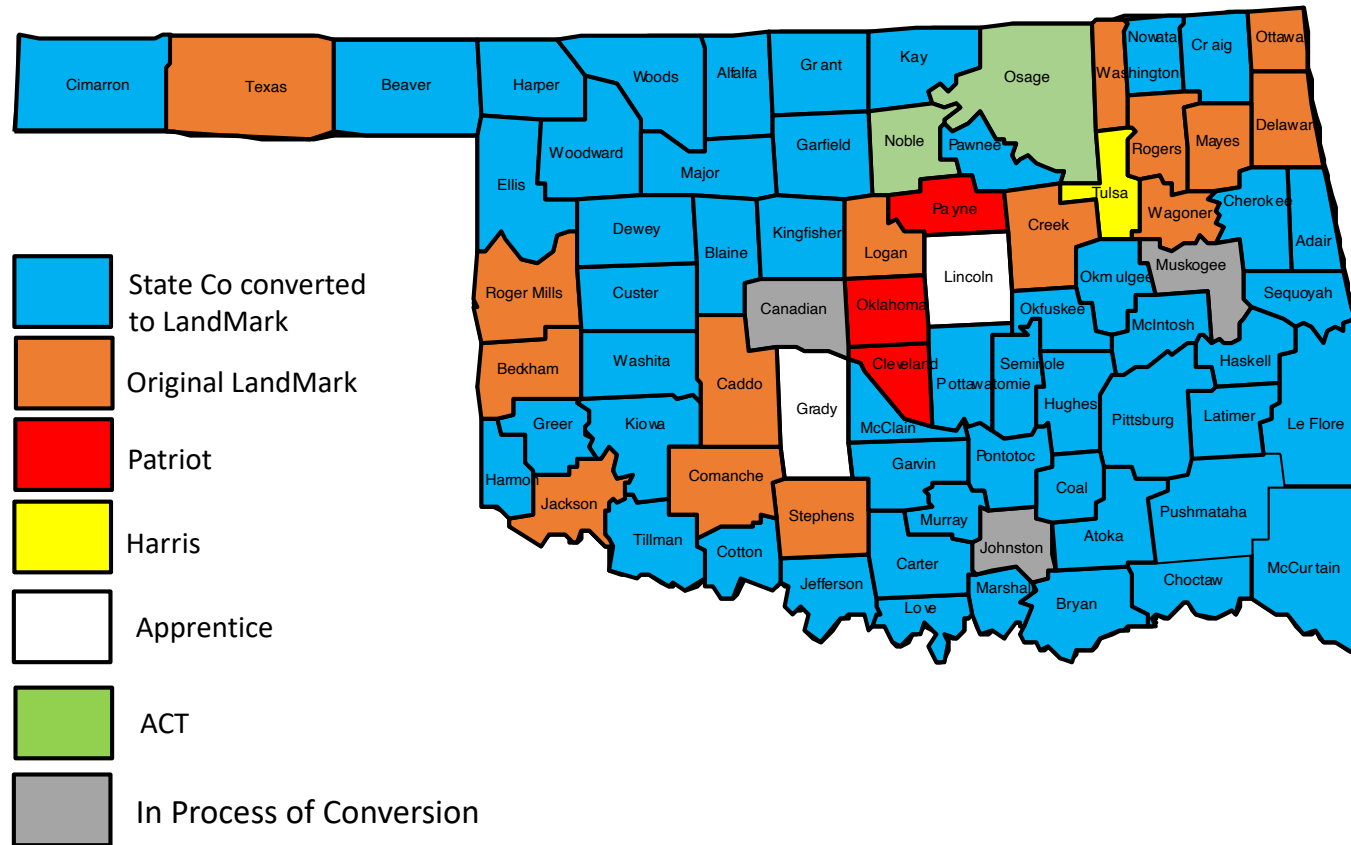 Cimarron
Texas
Beaver
Harper
Woods
Alfalfa
Grant
Kay
Osage
Washington
Nowata
Craig
Ottawa
Woodward
Ellis
Major
Garfield
Noble
Pawnee
Rogers
Mayes
Delawar
Tulsa
Payne
Dewey
Blaine
Kingfisher
Logan
Creek
Wagoner
Cherokee
Adair
Lincoln
Roger Mills
Custer
Canadian
Oklahoma
Okfuskee
Okmulgee
Muskogee
Sequoyah
McIntosh
Beckham
Washita
Caddo
Cleveland
Pottawatomie
Seminole
Haskell
Grady
Hughes
Pittsburg
Latimer
Le Flore
Greer
Kiowa
McClain
Harmon
Comanche
Garvin
Pontotoc
Coal
Jackson
Stephens
Murray
Pushmataha
Tillman
Cotton
Johnston
Atoka
Carter
Jefferson
Marshal
Choctaw
McCurtain
Love
Bryan
State Co converted
to LandMark
Original LandMark
Patriot
Harris
Apprentice
ACT
In Process of Conversion